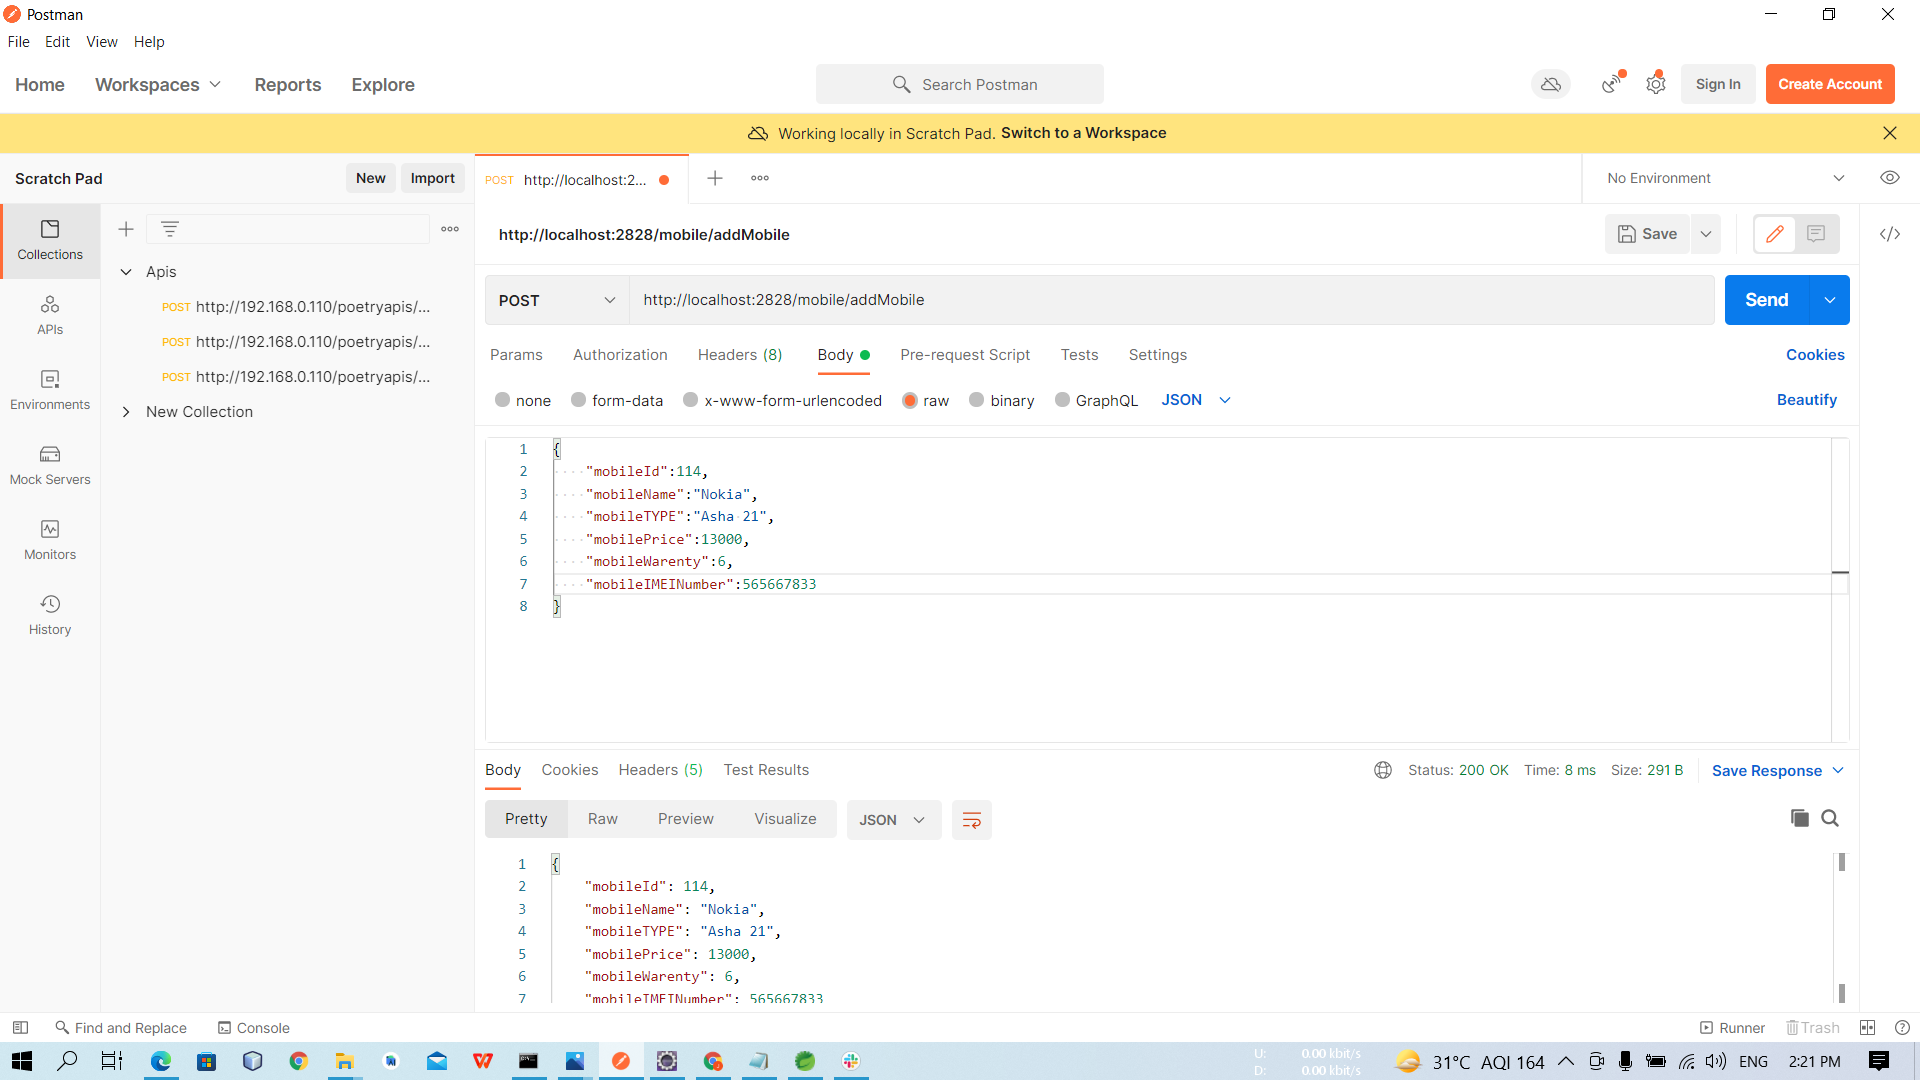 Postman
File Edit View Help
Home Workspaces Reports Explore Search Postman Sign In Create Account
Working locally in Scratch Pad. Switch to a Workspace
Scratch Pad New Import POST http://localhost:2... No Environment
Collections
APIs
Environments
Mock Servers
Monitors
History
Apis
POST http://192.168.0.110/poetryapis/...
POST http://192.168.0.110/poetryapis/...
POST http://192.168.0.110/poetryapis/...
New Collection
http://localhost:2828/mobile/addMobile Save
POST http://localhost:2828/mobile/addMobile Send
Params Authorization Headers (8) Body Pre-request Script Tests Settings Cookies
none form-data x-www-form-urlencoded raw binary GraphQL JSON Beautify
1 {
2 "mobileId":114,
3 "mobileName":"Nokia",
4 "mobileTYPE":"Asha 21",
5 "mobilePrice":13000,
6 "mobileWarenty":6,
7 "mobileIMEINumber":565667833
8 }
Body Cookies Headers (5) Test Results Status: 200 OK Time: 8 ms Size: 291 B Save Response
Pretty Raw Preview Visualize JSON
1 {
2 "mobileId": 114,
3 "mobileName": "Nokia",
4 "mobileTYPE": "Asha 21",
5 "mobilePrice": 13000,
6 "mobileWarenty": 6,
7 "mobileIMEINumber": 565667833
Find and Replace Console Runner Trash
U: 0.00 kbit/s
D: 0.00 kbit/s
31°C AQI 164 ENG 2:21 PM